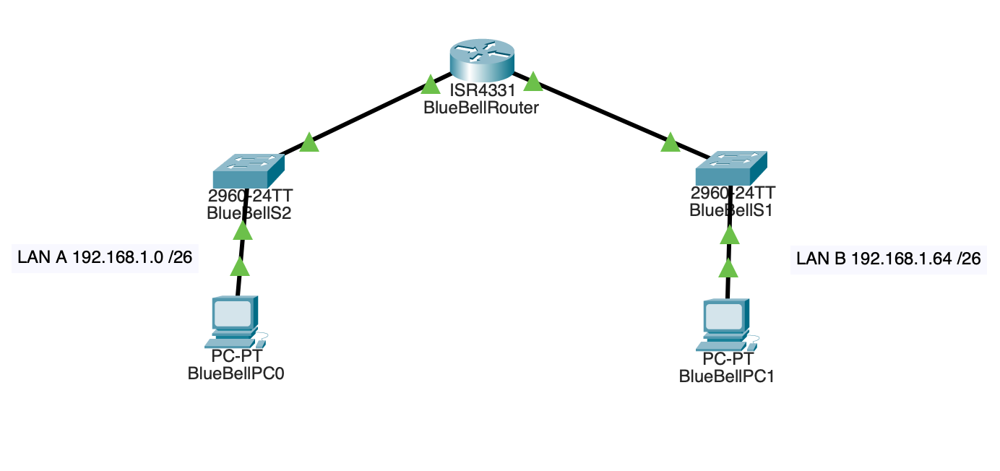 ISR4331
BlueBellRouter
2960-24TT
BlueBellS2
2960-24TT
BlueBellS1
LAN A 192.168.1.0 /26
LAN B 192.168.1.64 /26
PC-PT
BlueBellPC0
PC-PT
BlueBellPC1